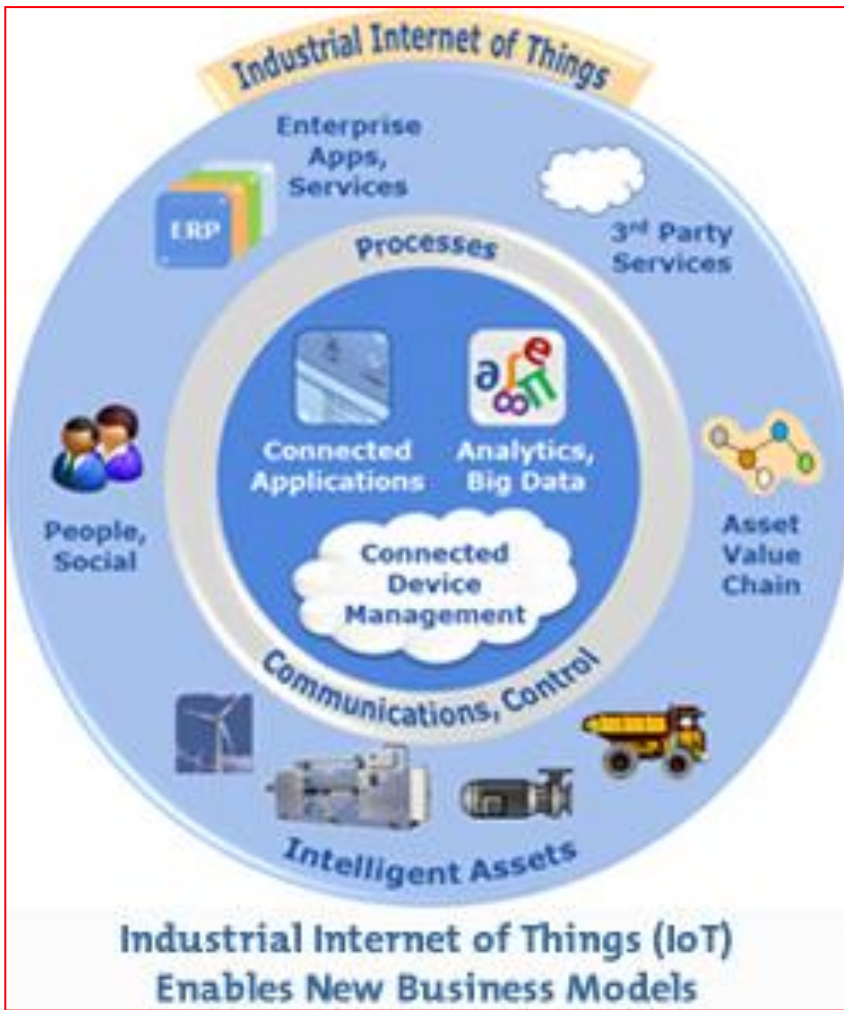 Industrial Internet of Things
Enterprise
Apps,
Services
ERP
3rd Party
Services
Processes
Connected
Applications
Analytics,
Big Data
People,
Social
Asset
Value
Chain
Connected
Device
Management
Communications, Control
Intelligent Assets
Industrial Internet of Things (IoT)
Enables New Business Models